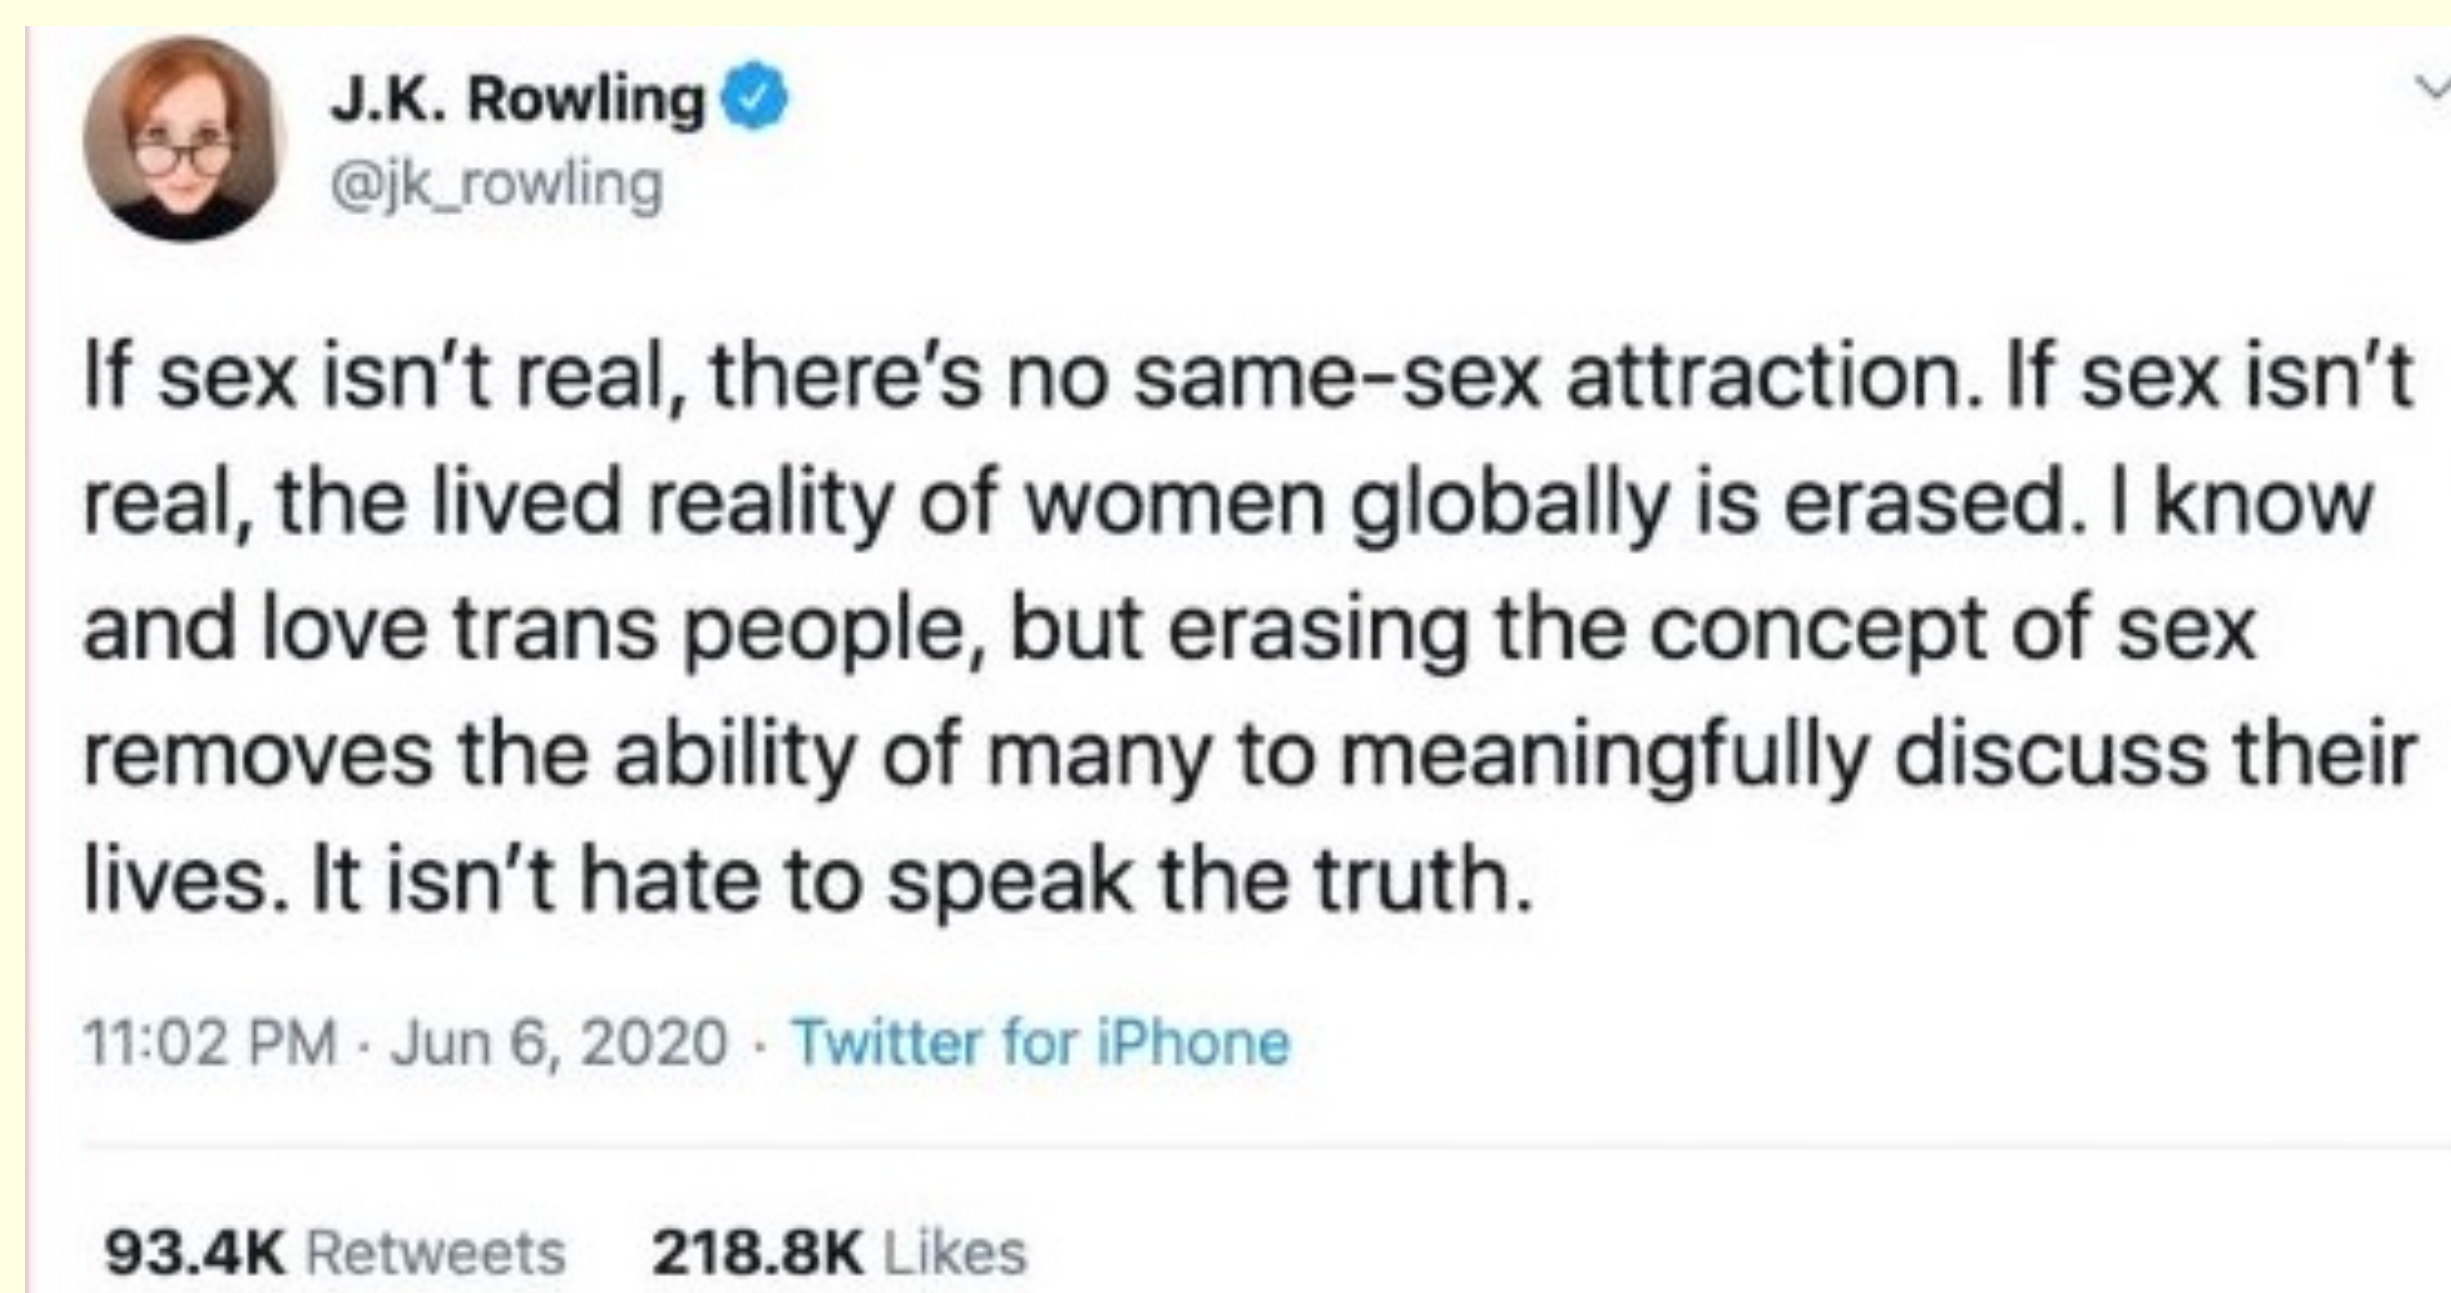 J.K. Rowling
@jk_rowling
If sex isn’t real, there’s no same-sex attraction. If sex isn’t
real, the lived reality of women globally is erased. I know
and love trans people, but erasing the concept of sex
removes the ability of many to meaningfully discuss their
lives. It isn’t hate to speak the truth.
11:02 PM · Jun 6, 2020 · Twitter for iPhone
93.4K Retweets 218.8K Likes